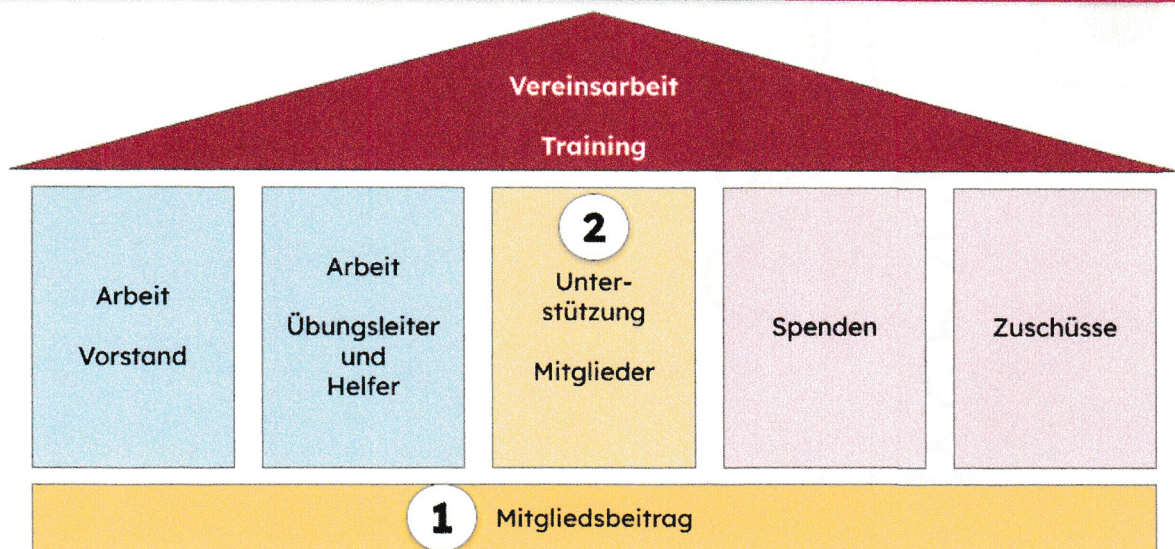 Vereinsarbeit
Training
Arbeit
Vorstand
Arbeit
Übungsleiter
und
Helfer
2
Unter-
stützung
Mitglieder
Spenden
Zuschüsse
1 Mitgliedsbeitrag